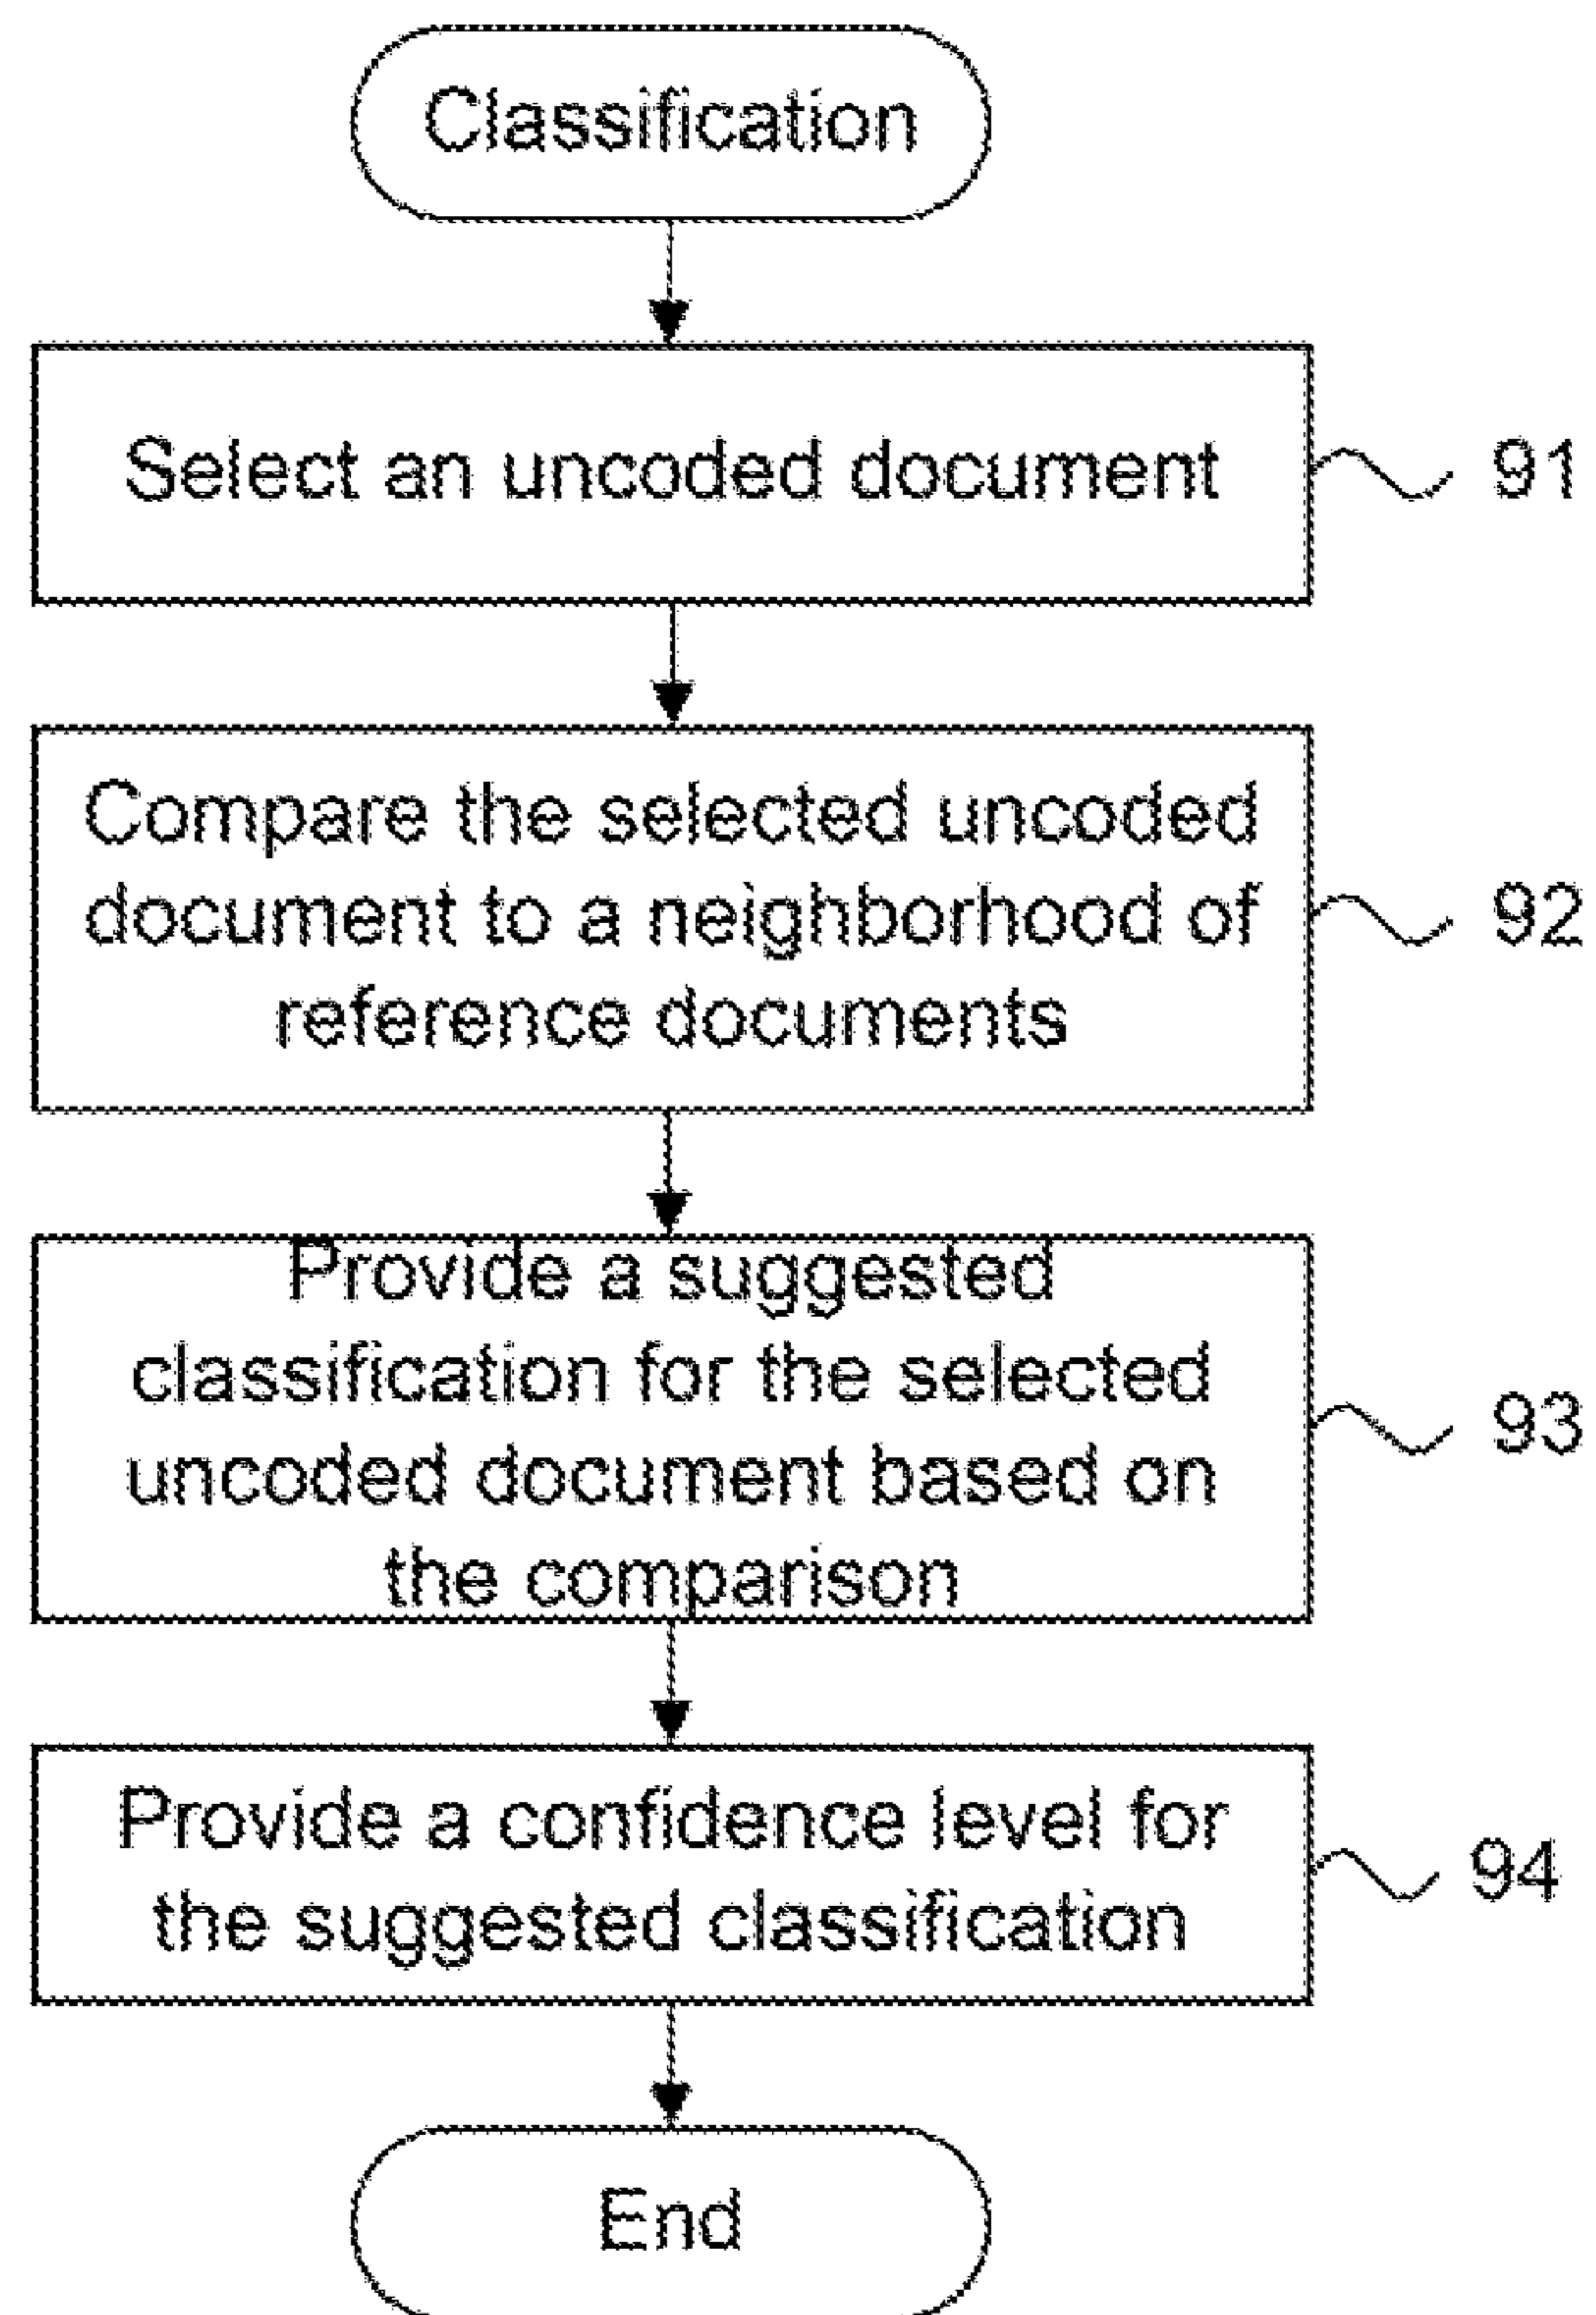 Classification
Select an uncoded document
91
Compare the selected uncoded
document to a neighborhood of
reference documents
92
Provide a suggested
classification for the selected
uncoded document based on
the comparison
93
Provide a confidence level for
the suggested classification
94
End